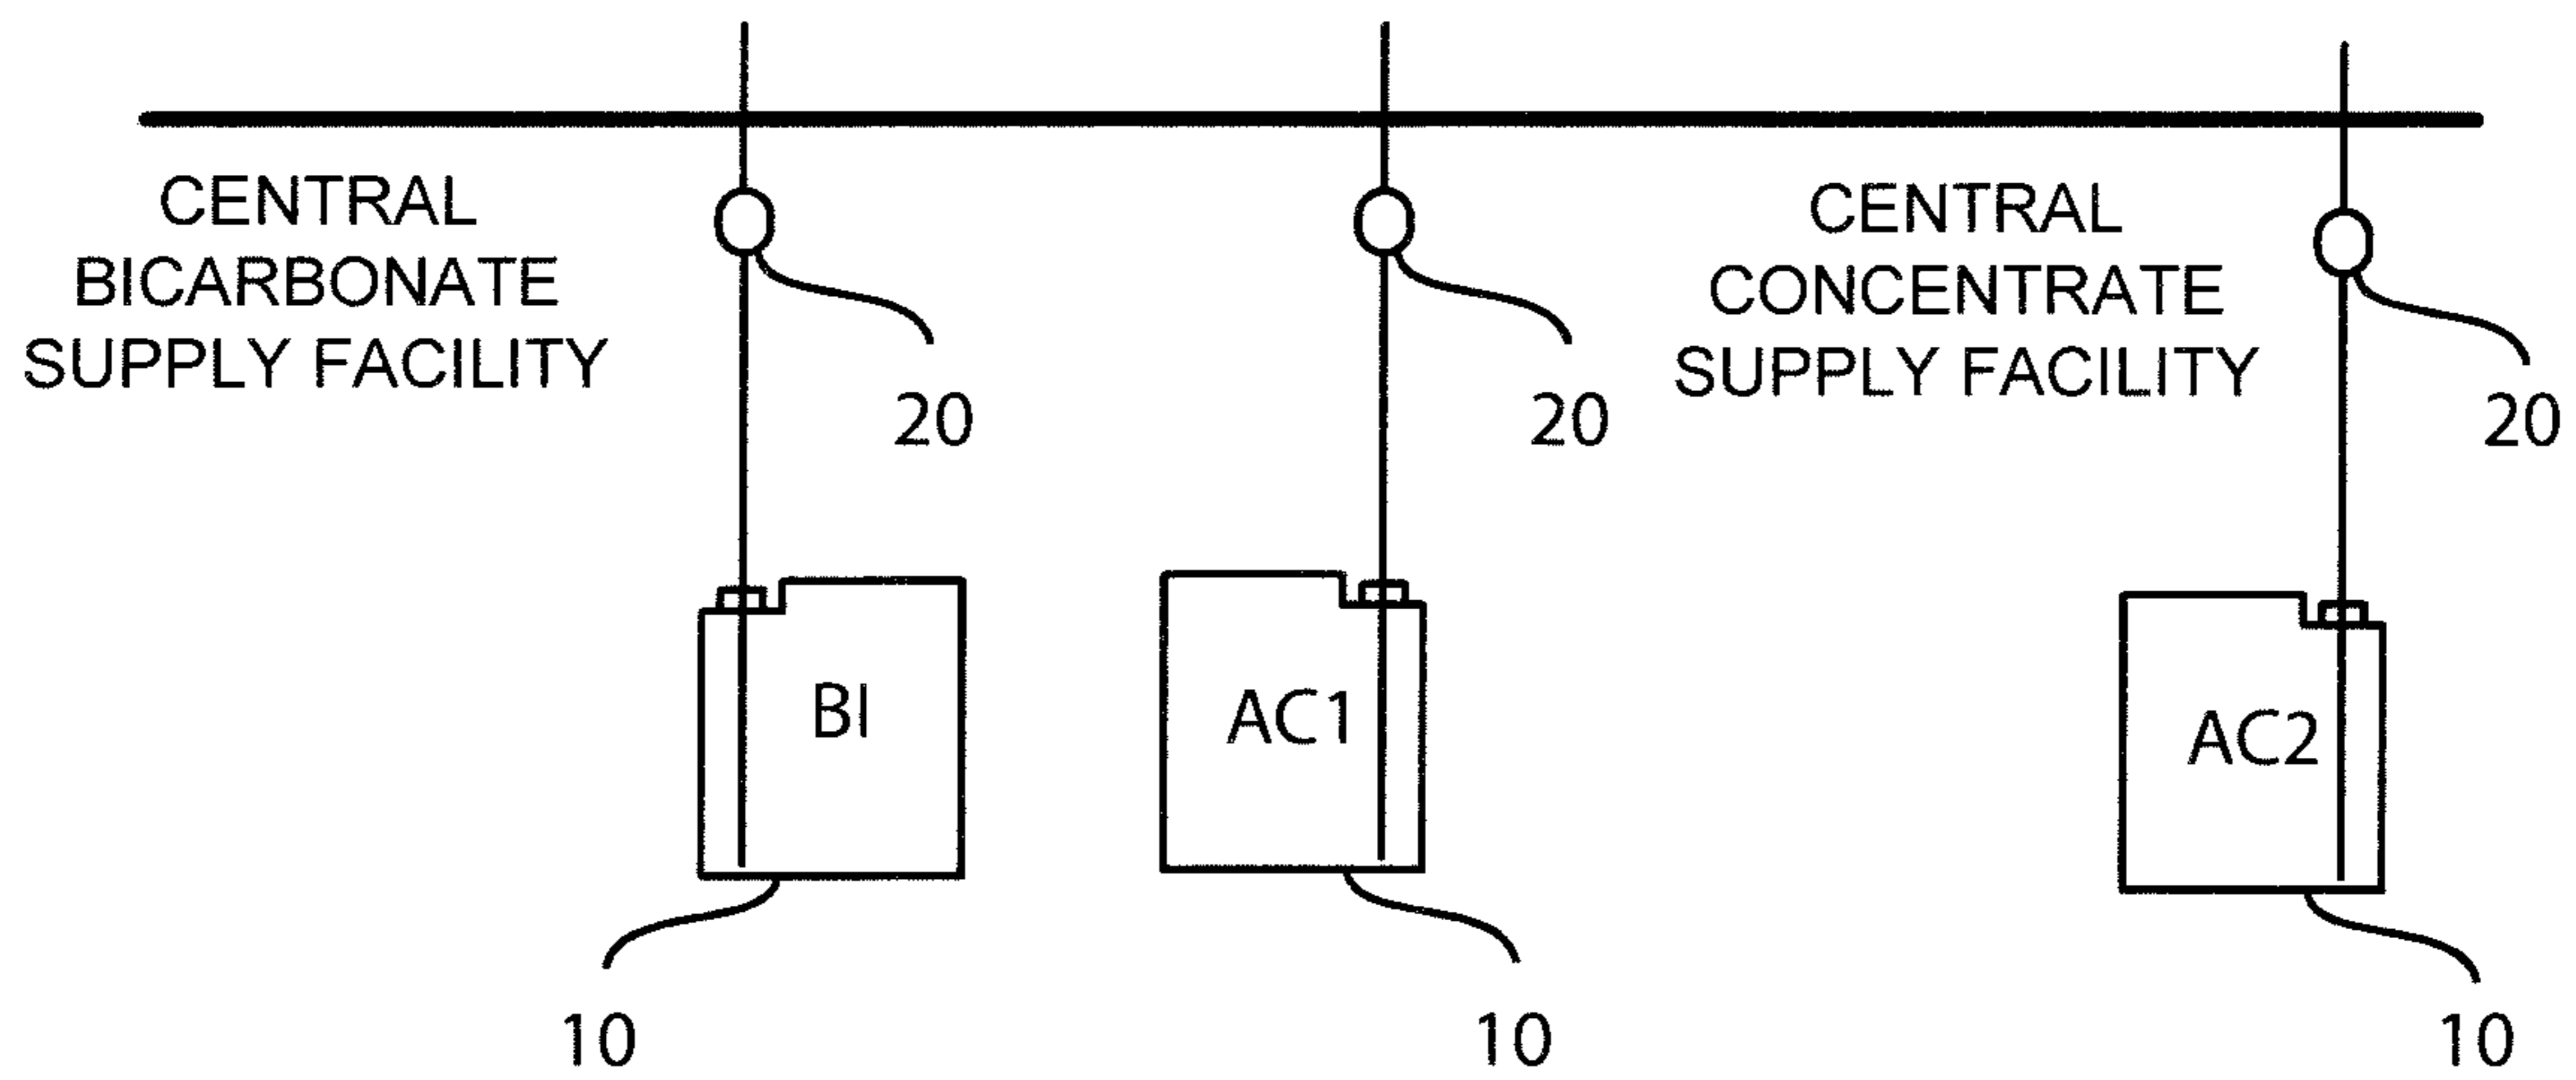 CENTRAL
BICARBONATE
SUPPLY FACILITY
CENTRAL
CONCENTRATE
SUPPLY FACILITY
20
20
20
BI
AC1
AC2
10
10
10